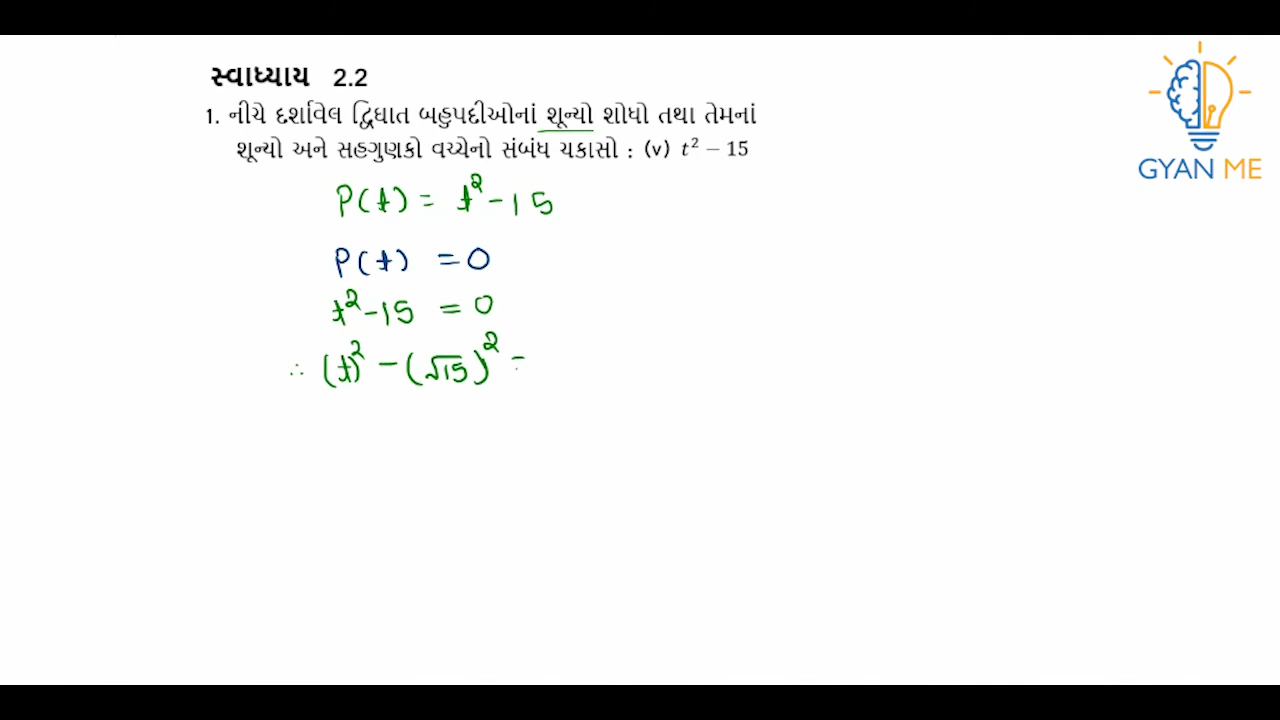 સ્વાધ્યાય 2.2
1. નીચે દર્શાવેલ દ્વિઘાત બહુપદીઓનાં શૂન્યો શોધો તથા તેમનાં
શૂન્યો અને સહગુણકો વચ્ચેનો સંબંધ ચકાસો : (v) t² − 15
P(t) = t² - 15
P(t) = 0
t² - 15 = 0
∴ (t)² - (√15)² =
GYAN ME